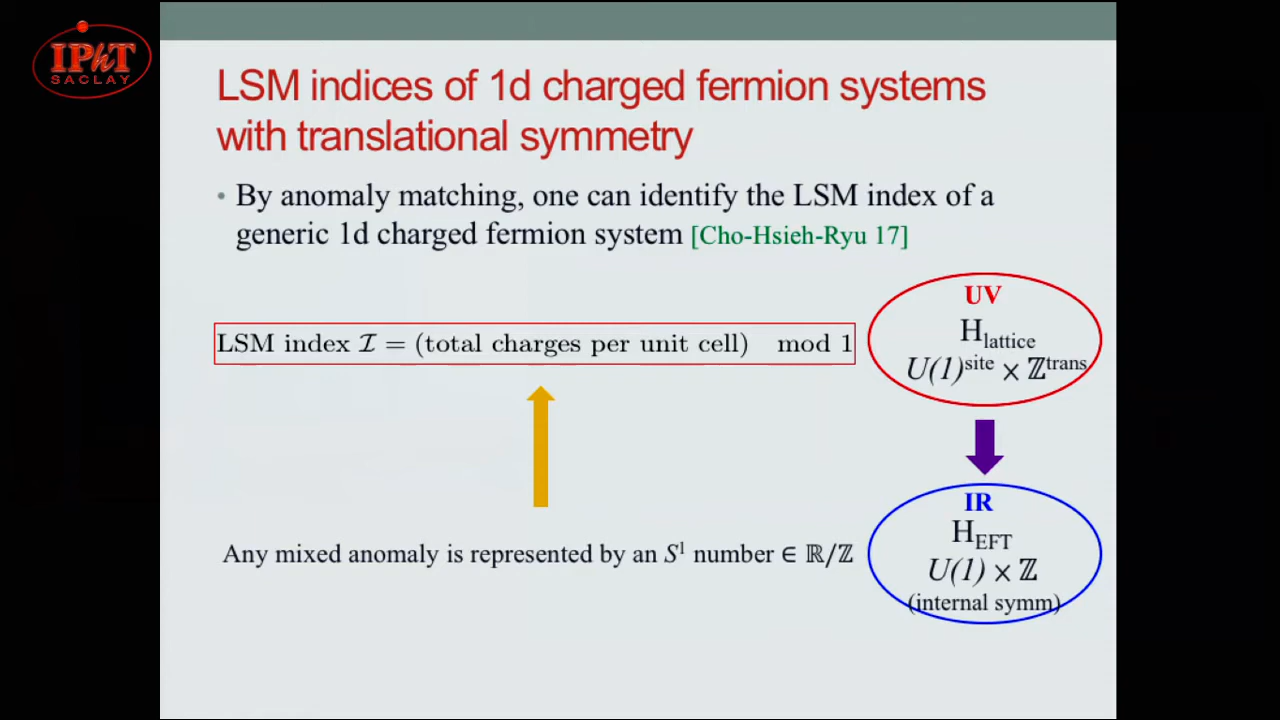 IPhT
SACLAY
LSM indices of 1d charged fermion systems
with translational symmetry
• By anomaly matching, one can identify the LSM index of a
generic 1d charged fermion system [Cho-Hsieh-Ryu 17]
LSM index ℐ = (total charges per unit cell) mod 1
UV
H_lattice
U(1)^site × ℤ^trans
Any mixed anomaly is represented by an S¹ number ∈ ℝ/ℤ
IR
H_EFT
U(1) × ℤ
(internal symm)